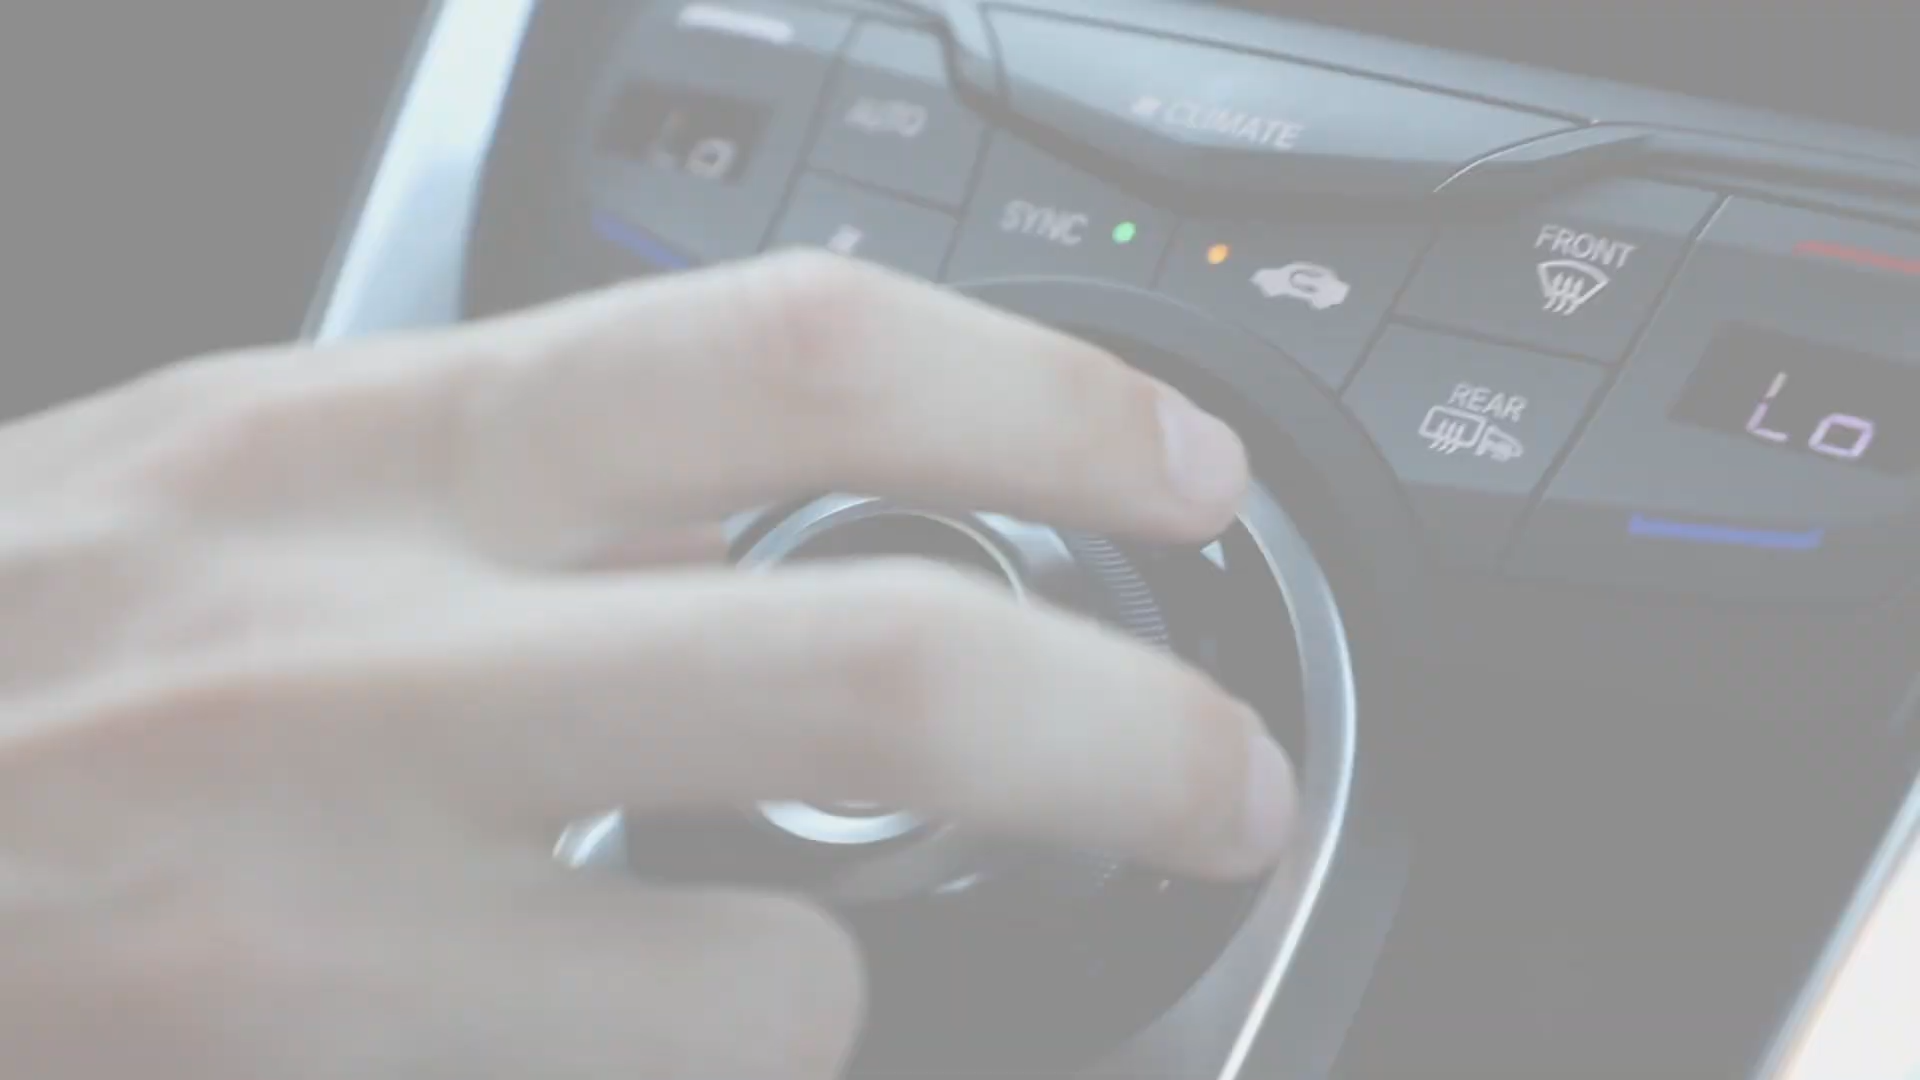 Lo
AUTO
CLIMATE
SYNC
FRONT
REAR
Lo